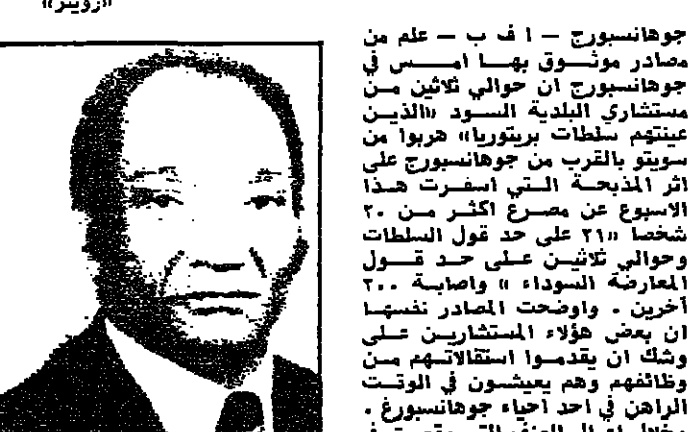 «رويتر»
جوهانسبورج — ا ف ب — علم من
مصادر موثوق بها امس في
جوهانسبورج ان حوالي ثلاثين من
مستشاري البلدية السود «الذين
عينتهم سلطات بريتوريا» هربوا من
سويتو بالقرب من جوهانسبورج على
اثر المذبحة التي اسفرت هذا
الاسبوع عن مصرع اكثر من ٢٠
شخصا «٢١ على حد قول السلطات
وحوالي ثلاثين على حد قول
المعارضة السوداء » واصابة ٢٠٠
آخرين . واوضحت المصادر نفسها
ان بعض هؤلاء المستشارين على
وشك ان يقدموا استقالاتهم من
وظائفهم وهم يعيشون في الوقت
الراهن في احد احياء جوهانسبورغ .